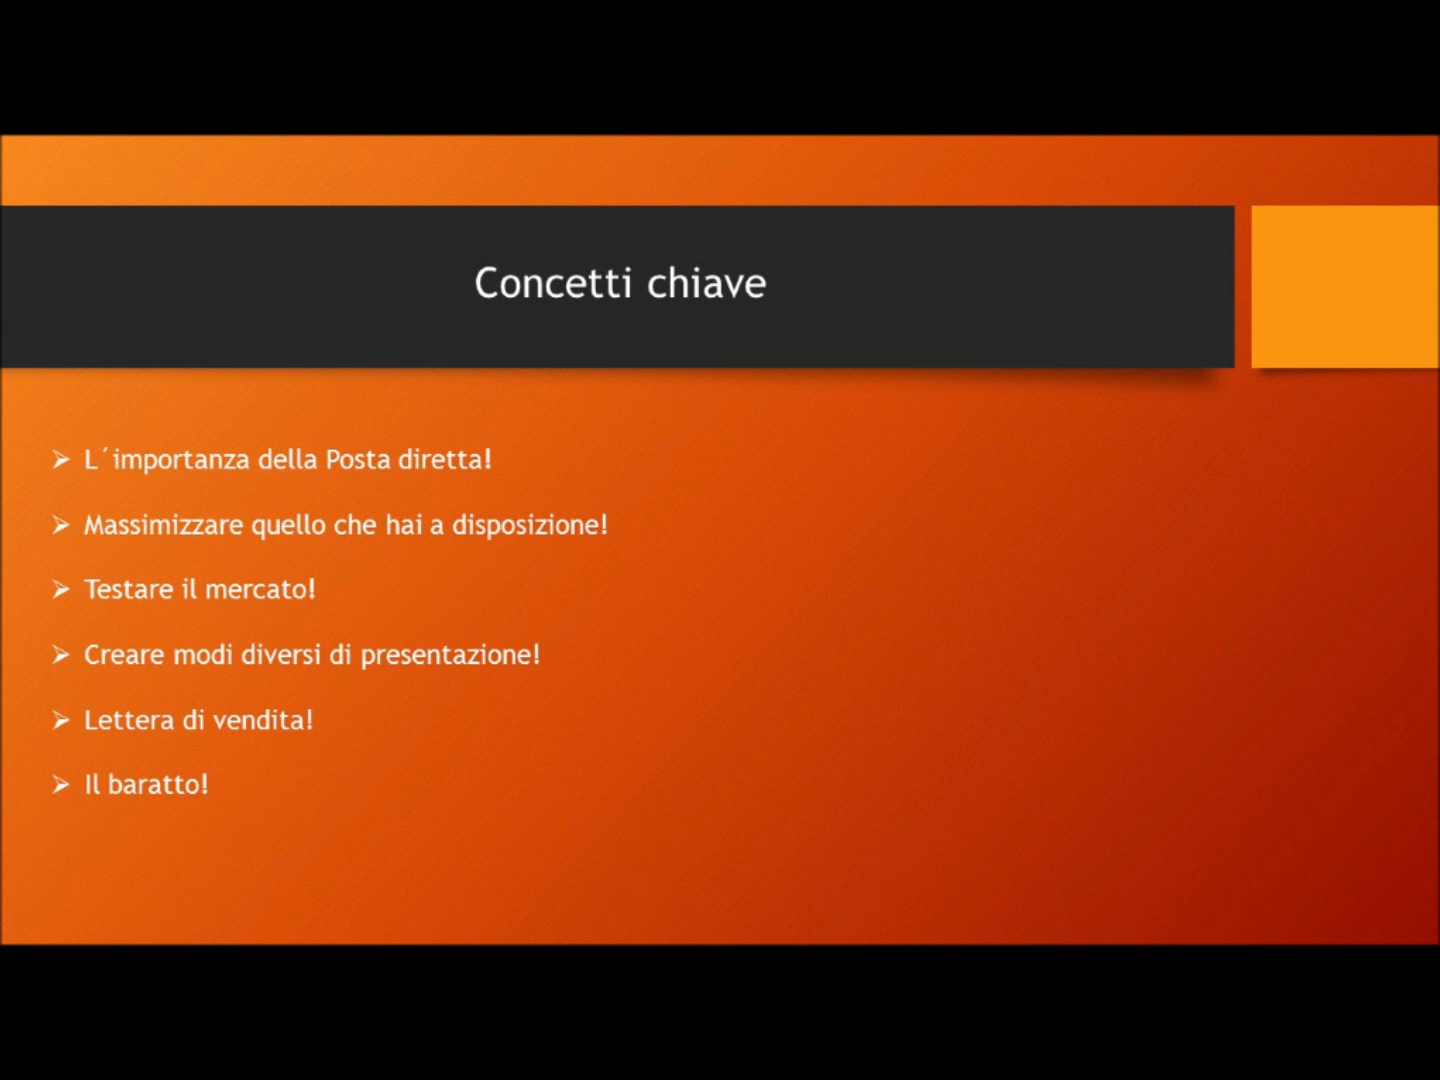 Concetti chiave
L´importanza della Posta diretta!
Massimizzare quello che hai a disposizione!
Testare il mercato!
Creare modi diversi di presentazione!
Lettera di vendita!
Il baratto!